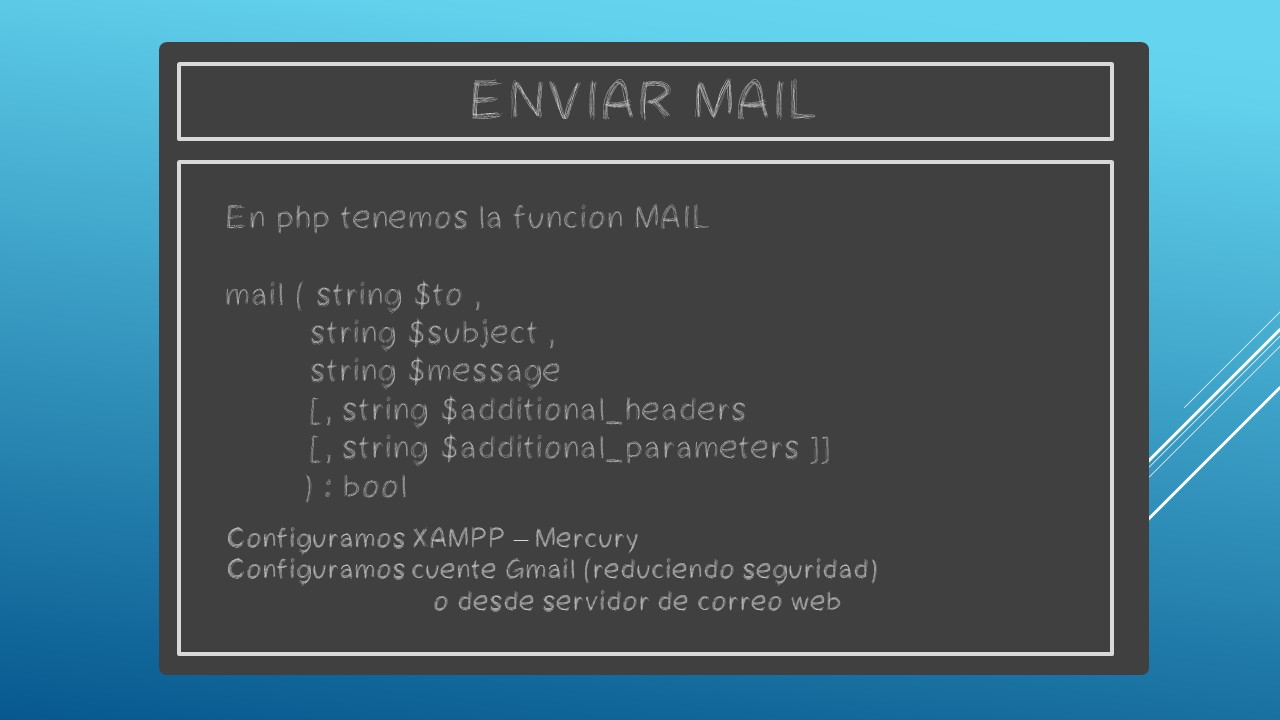 ENVIAR MAIL
En php tenemos la funcion MAIL
mail ( string $to ,
string $subject ,
string $message
[, string $additional_headers
[, string $additional_parameters ]]
) : bool
Configuramos XAMPP – Mercury
Configuramos cuente Gmail (reduciendo seguridad)
o desde servidor de correo web